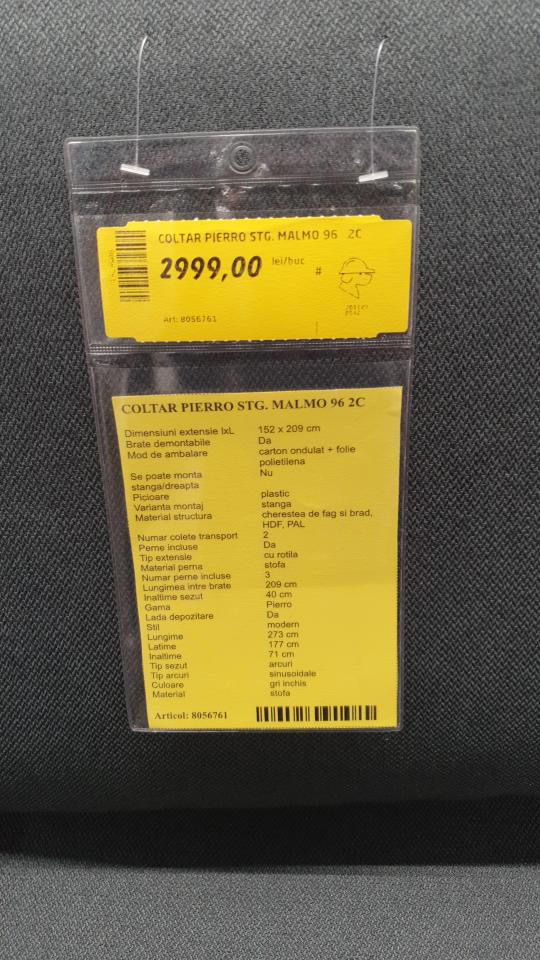 COLTAR PIERRO STG. MALMO 96 2C
2999,00 lei/buc #
Art: 8056761
COLTAR PIERRO STG. MALMO 96 2C
Dimensiuni extensie lxL 152 x 209 cm
Brate demontabile Da
Mod de ambalare carton ondulat + folie
polietilena
Se poate monta Nu
stanga/dreapta
Picioare plastic
Varianta montaj stanga
Material structura cherestea de fag si brad,
HDF, PAL
Numar colete transport 2
Perne incluse Da
Tip extensie cu rotila
Material perna stofa
Numar perne incluse 3
Lungimea intre brate 209 cm
Inaltime sezut 40 cm
Gama Pierro
Lada depozitare Da
Stil modern
Lungime 273 cm
Latime 177 cm
Inaltime 71 cm
Tip sezut arcuri
Tip arcuri sinusoidale
Culoare gri inchis
Material stofa
Articol: 8056761